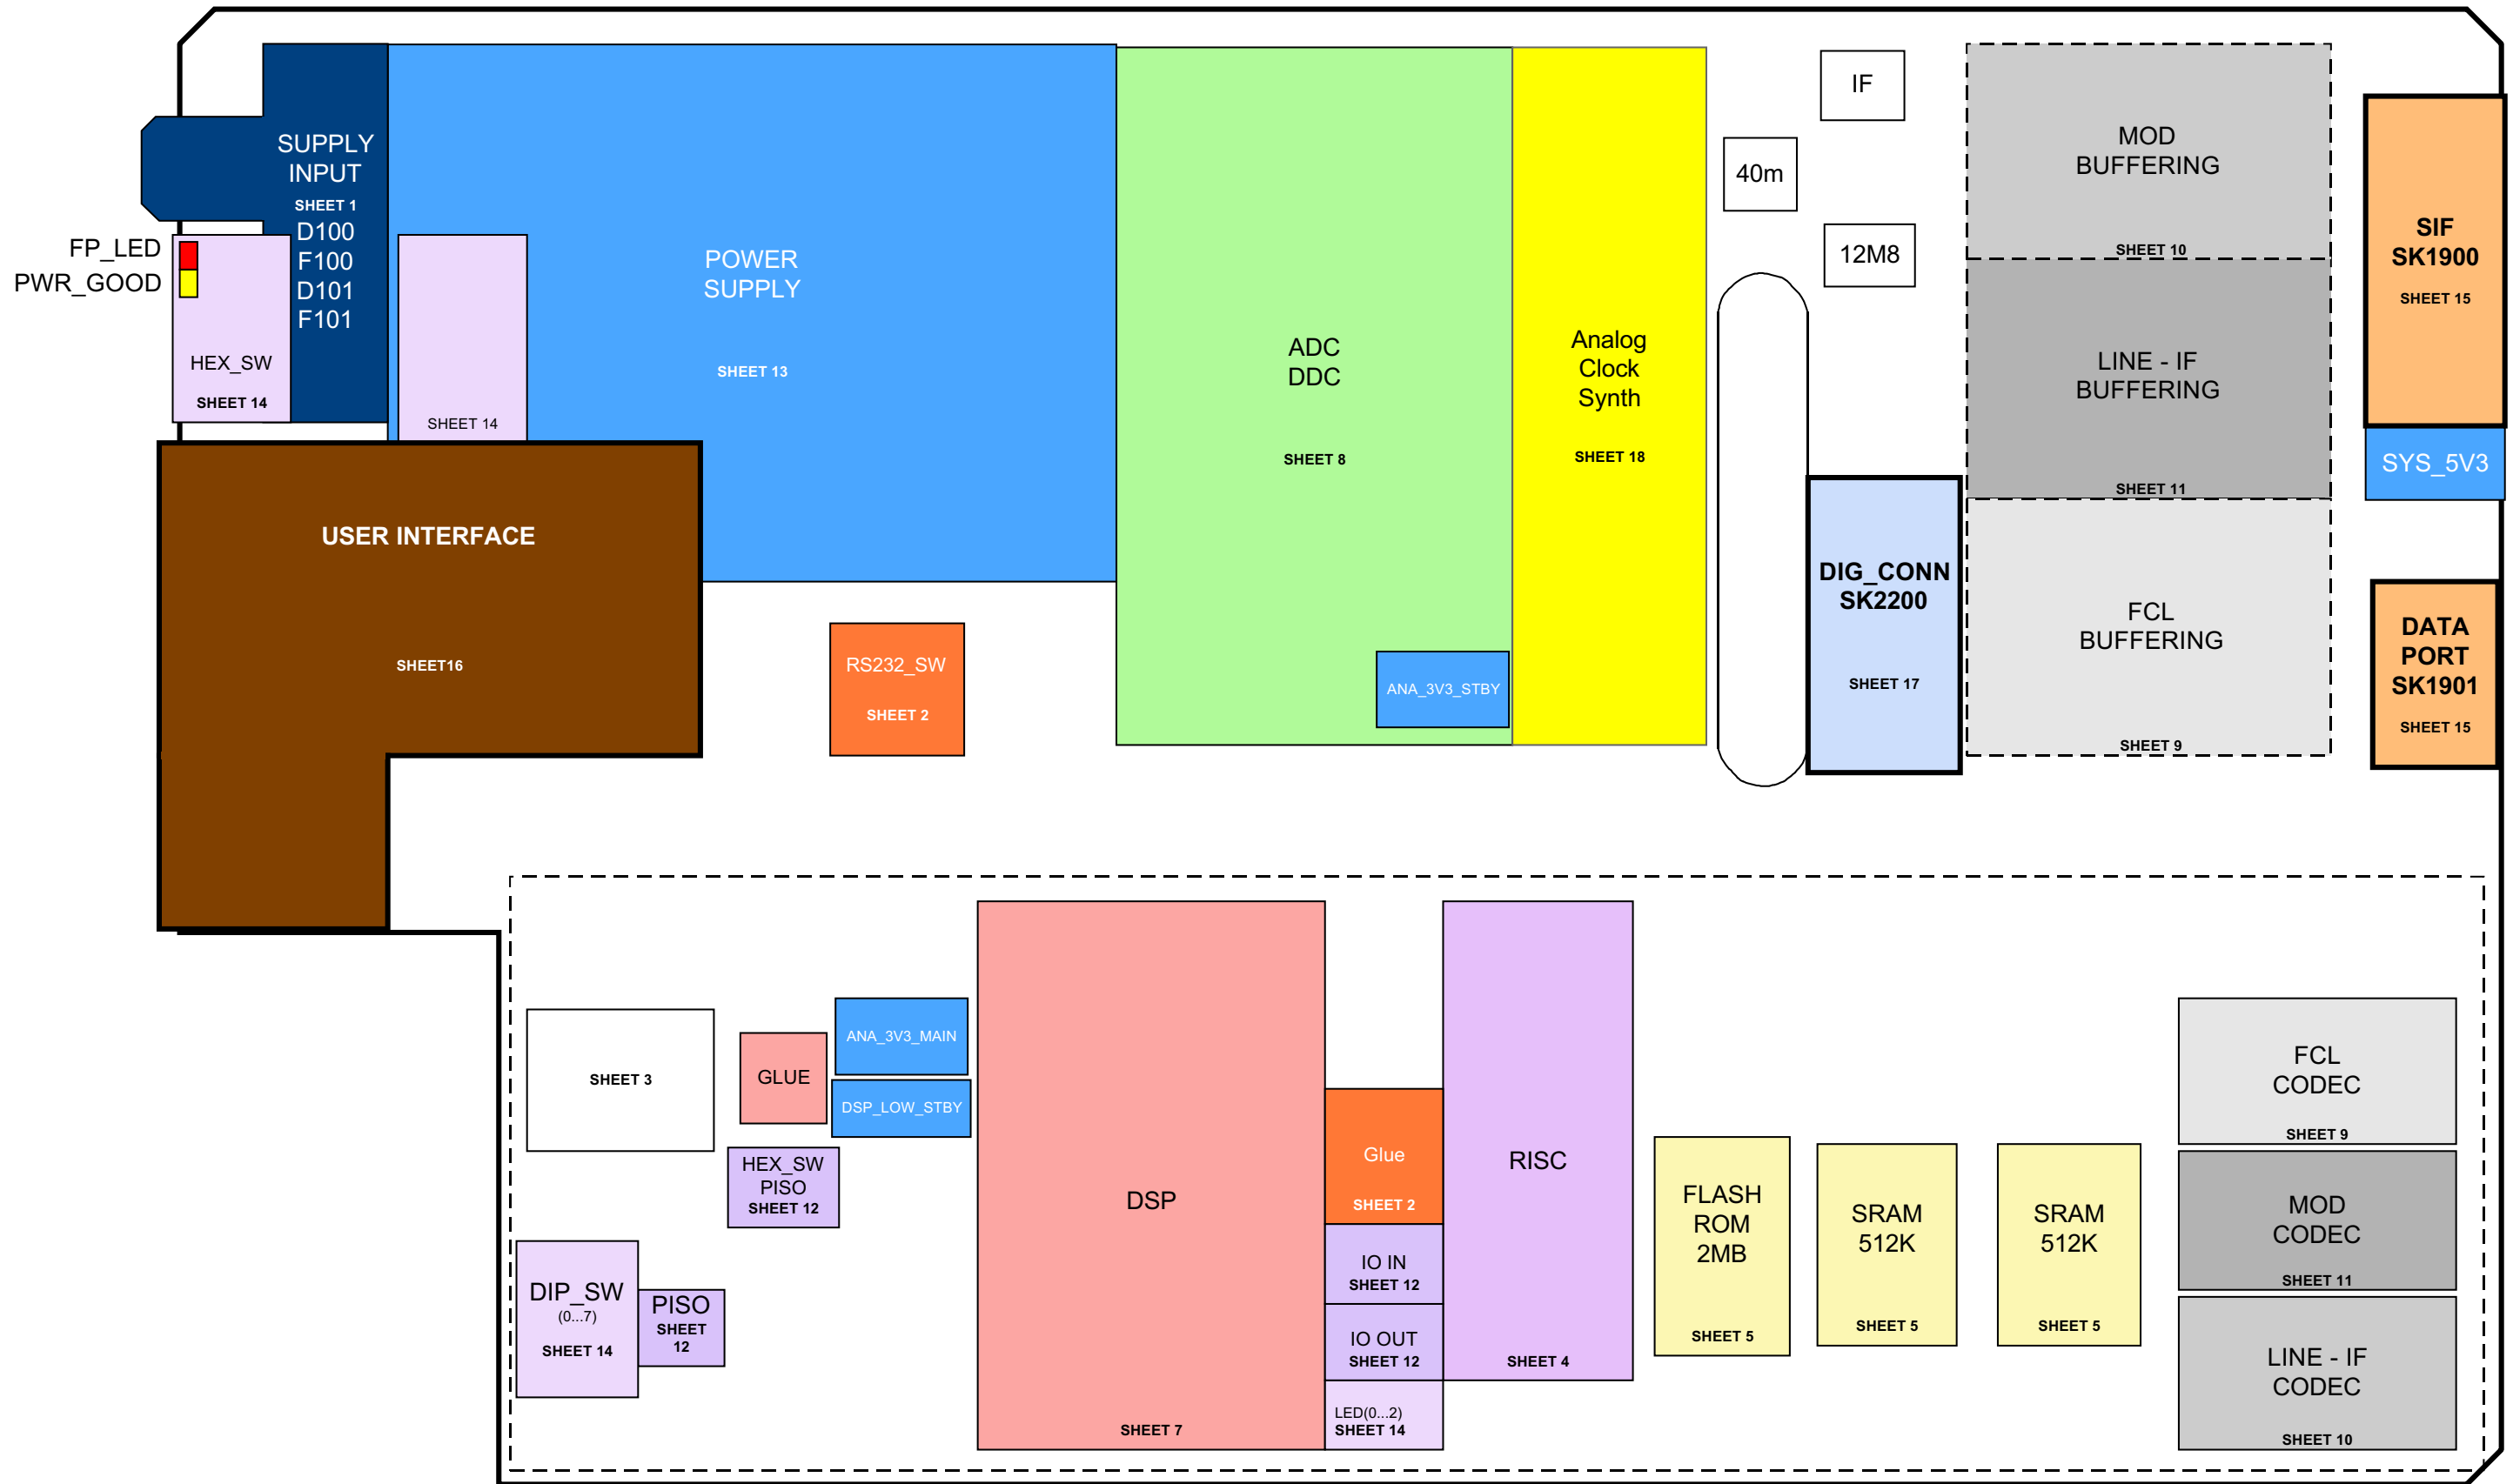 SUPPLY
INPUT
SHEET 1
D100
F100
D101
F101
FP_LED
PWR_GOOD
HEX_SW
SHEET 14
SHEET 14
POWER
SUPPLY
SHEET 13
ADC
DDC
SHEET 8
Analog
Clock
Synth
SHEET 18
IF
40m
12M8
MOD
BUFFERING
SHEET 10
LINE - IF
BUFFERING
SHEET 11
FCL
BUFFERING
SHEET 9
SIF
SK1900
SHEET 15
SYS_5V3
DATA
PORT
SK1901
SHEET 15
DIG_CONN
SK2200
SHEET 17
USER INTERFACE
SHEET16
RS232_SW
SHEET 2
ANA_3V3_STBY
SHEET 3
GLUE
ANA_3V3_MAIN
DSP_LOW_STBY
HEX_SW
PISO
SHEET 12
DIP_SW
(0...7)
SHEET 14
PISO
SHEET
12
DSP
SHEET 7
Glue
SHEET 2
IO IN
SHEET 12
IO OUT
SHEET 12
LED(0...2)
SHEET 14
RISC
SHEET 4
FLASH
ROM
2MB
SHEET 5
SRAM
512K
SHEET 5
SRAM
512K
SHEET 5
FCL
CODEC
SHEET 9
MOD
CODEC
SHEET 11
LINE - IF
CODEC
SHEET 10